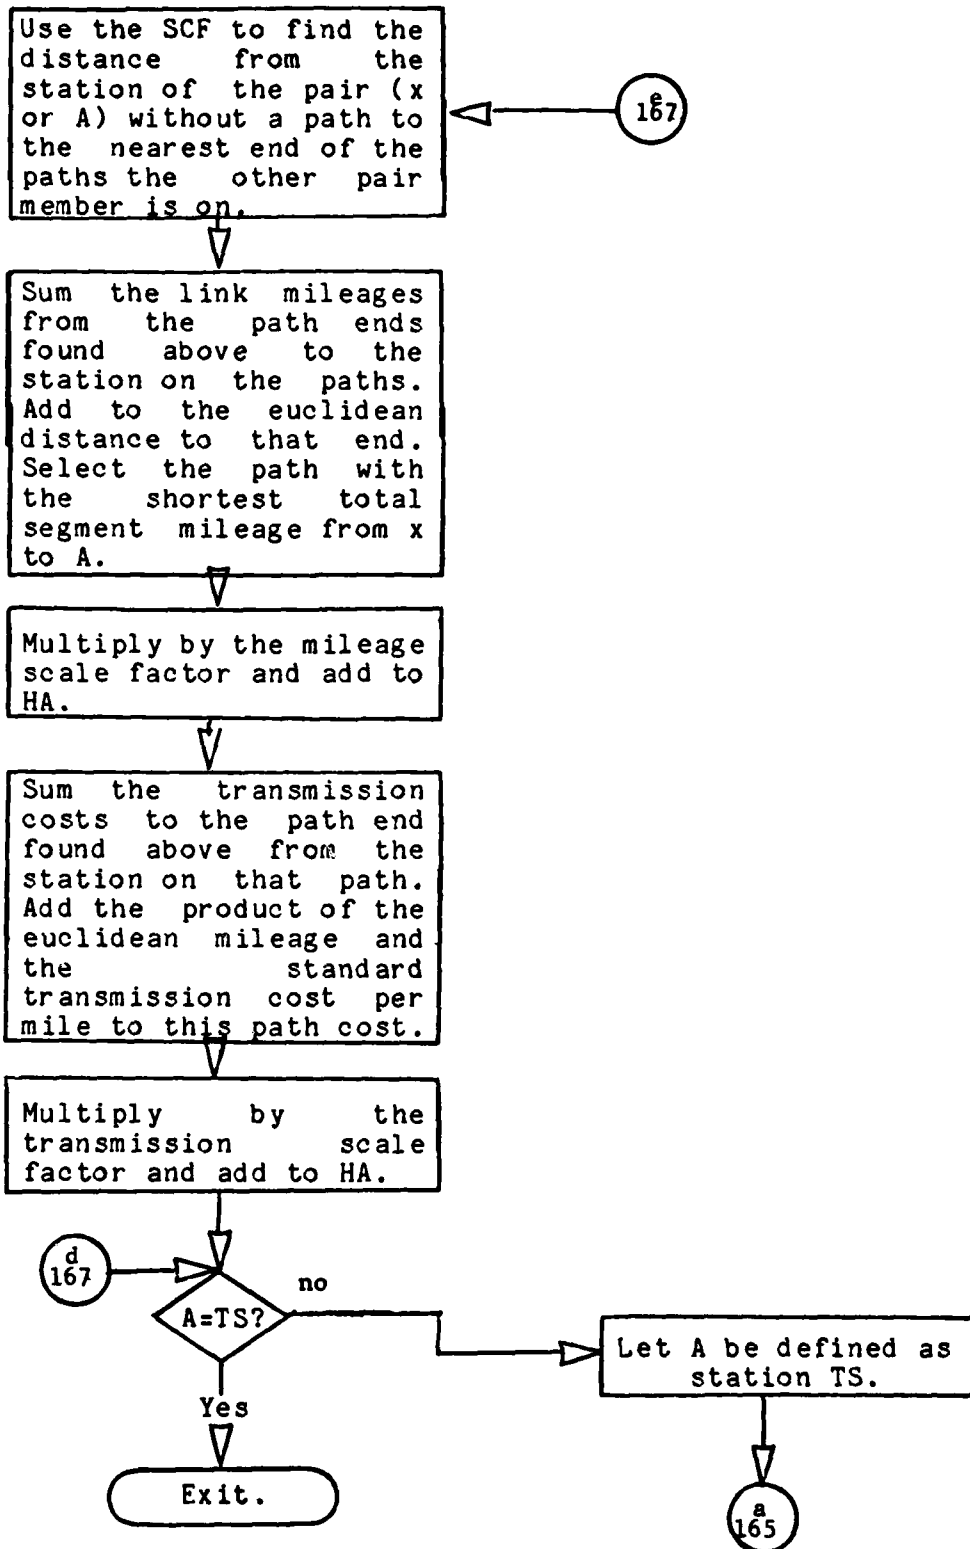 Use the SCF to find the
distance from the
station of the pair (x
or A) without a path to
the nearest end of the
paths the other pair
member is on.
e
167
Sum the link mileages
from the path ends
found above to the
station on the paths.
Add to the euclidean
distance to that end.
Select the path with
the shortest total
segment mileage from x
to A.
Multiply by the mileage
scale factor and add to
HA.
Sum the transmission
costs to the path end
found above from the
station on that path.
Add the product of the
euclidean mileage and
the standard
transmission cost per
mile to this path cost.
Multiply by the
transmission scale
factor and add to HA.
d
167
A=TS?
no
Let A be defined as
station TS.
Yes
Exit.
a
165